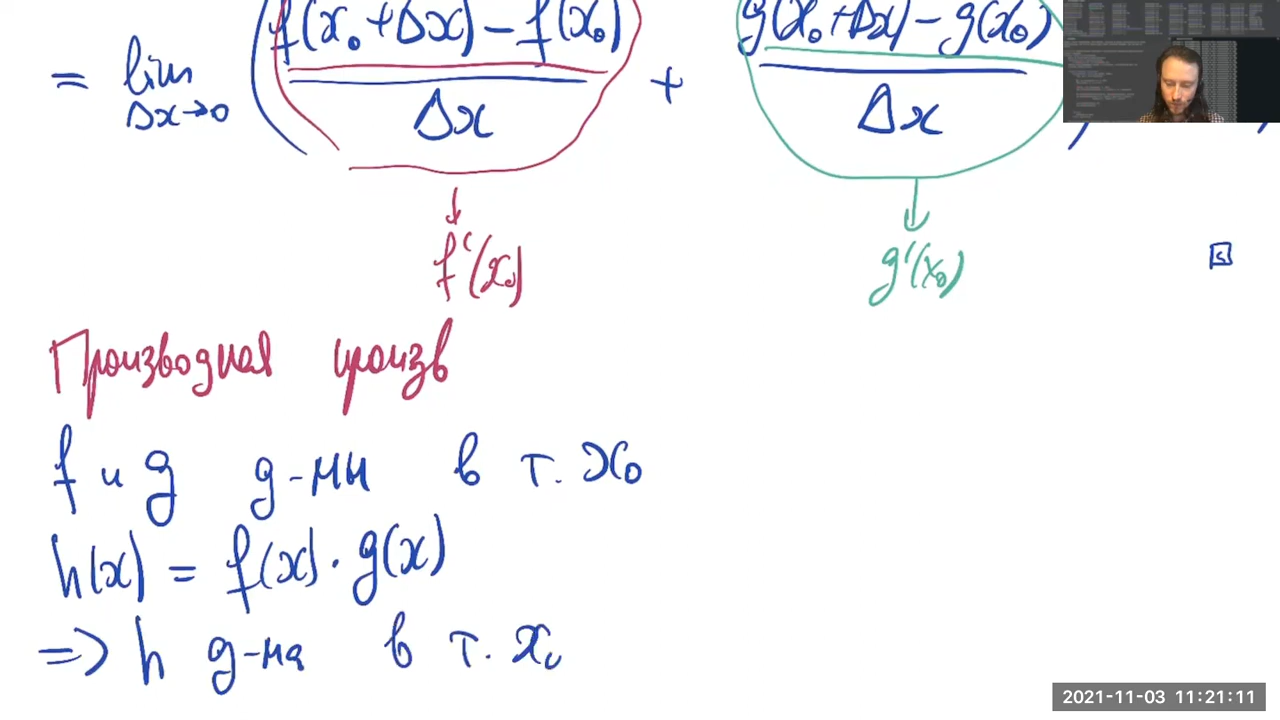 = lim Δx→0 ( f(x₀+Δx) − f(x₀) / Δx + g(x₀+Δx) − g(x₀) / Δx )
f'(x₀) g'(x₀)
Производная произв
f и g д-мы в т. x₀
h(x) = f(x) · g(x)
=> h д-ма в т. x₀
2021-11-03 11:21:11